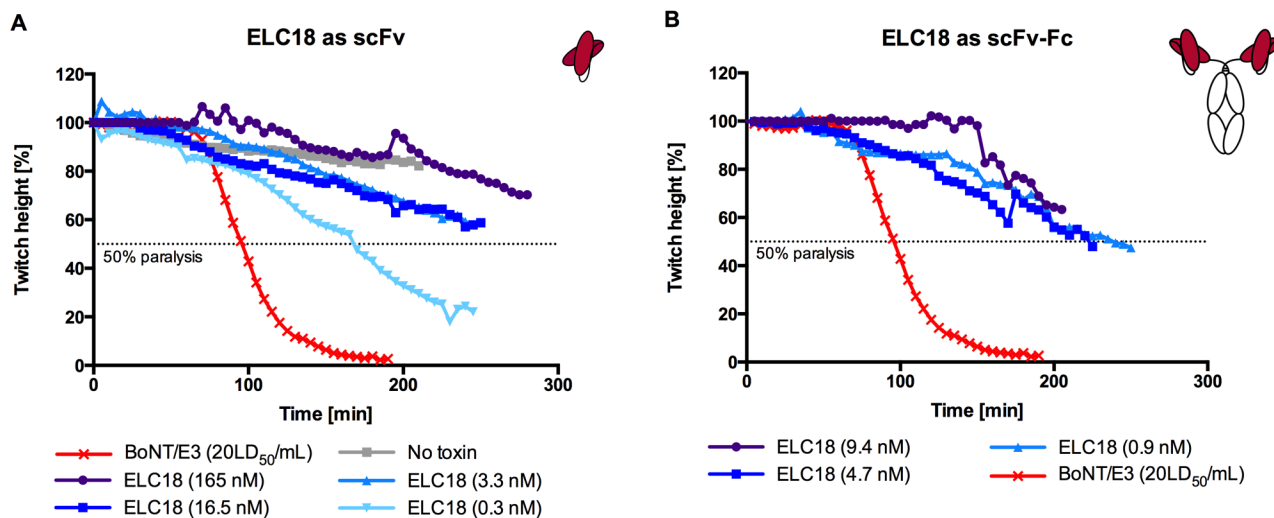 A
ELC18 as scFv
Twitch height [%]
120
100
80
60
40
20
0
50% paralysis
0
100
200
300
Time [min]
BoNT/E3 (20LD50/mL)
No toxin
ELC18 (165 nM)
ELC18 (3.3 nM)
ELC18 (16.5 nM)
ELC18 (0.3 nM)
B
ELC18 as scFv-Fc
Twitch height [%]
120
100
80
60
40
20
0
50% paralysis
0
100
200
300
Time [min]
ELC18 (9.4 nM)
ELC18 (0.9 nM)
ELC18 (4.7 nM)
BoNT/E3 (20LD50/mL)